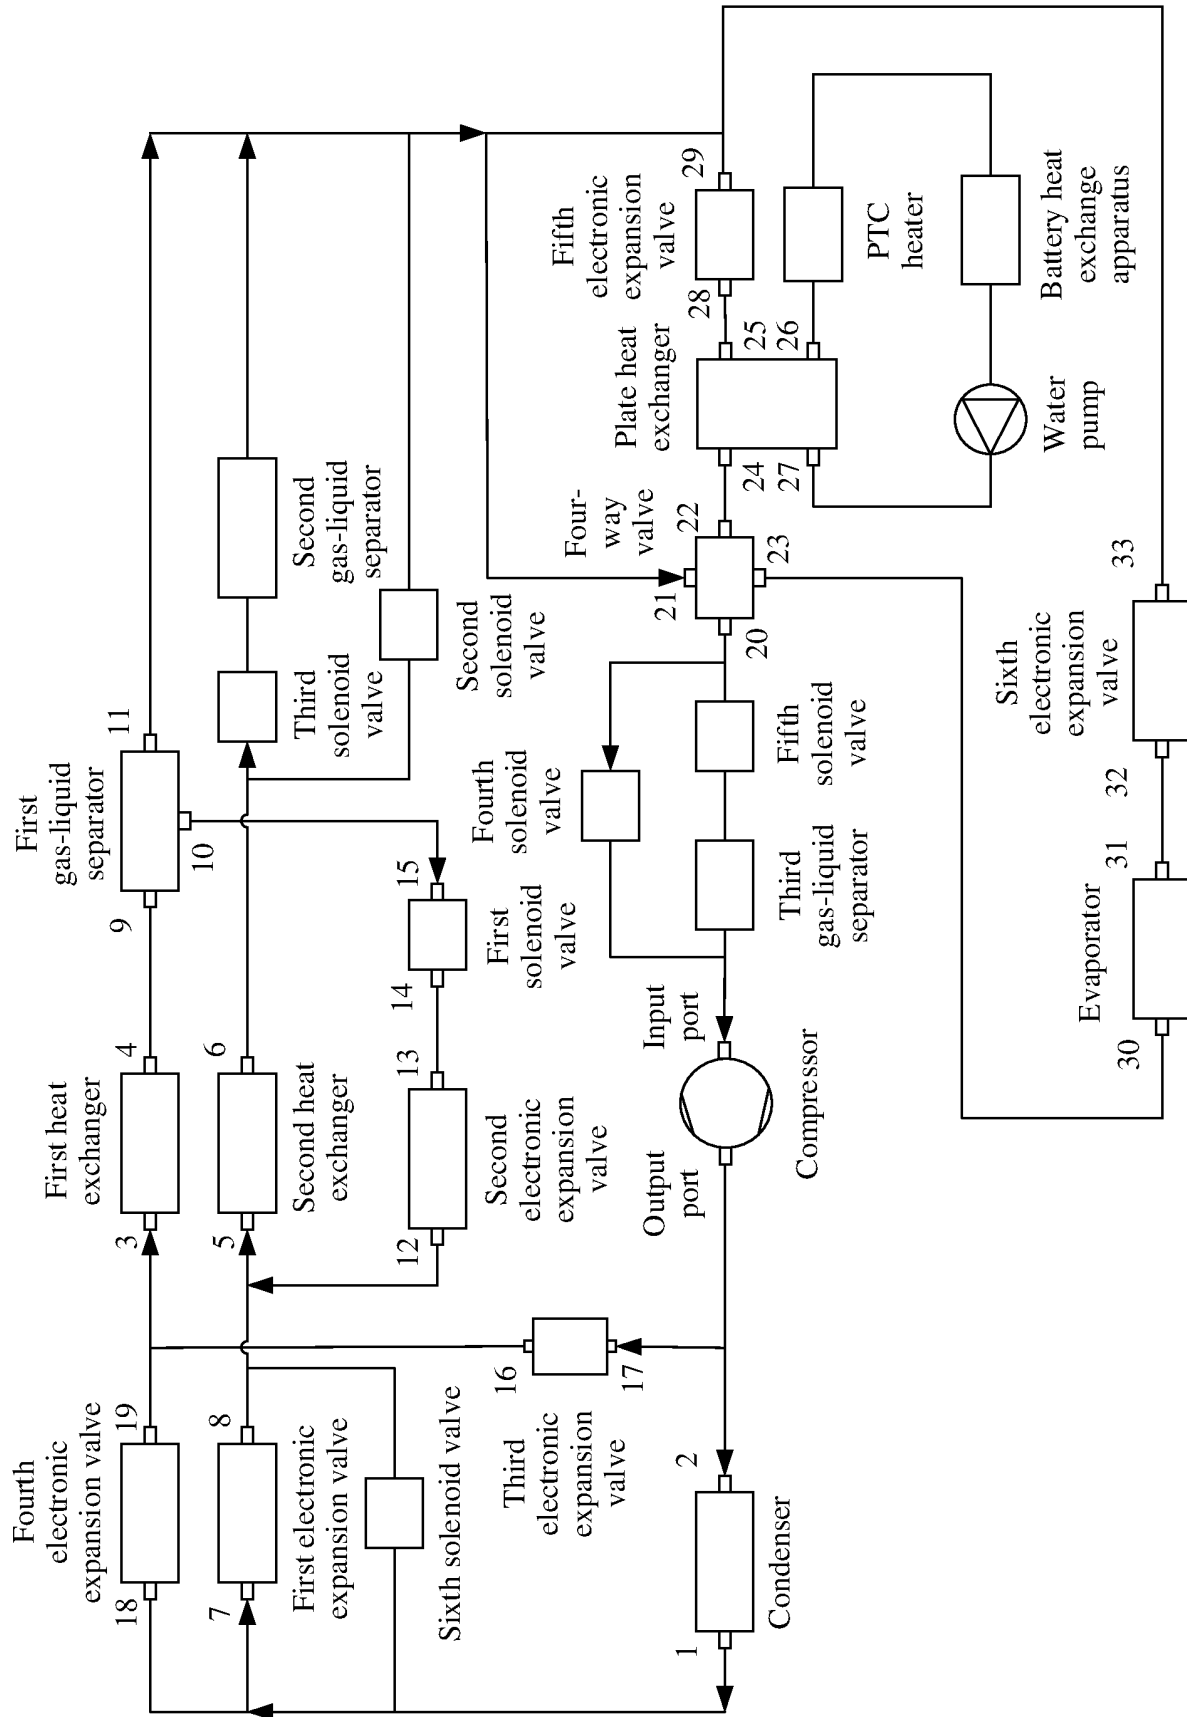 Fourth
electronic
expansion valve
18
19
3
First heat
exchanger
4
9
First
gas-liquid
separator
10
11
7
8
First electronic
expansion valve
5
Second heat
exchanger
6
Third
solenoid
valve
Second
gas-liquid
separator
Sixth solenoid valve
12
Second
electronic
expansion
valve
13
14
First
solenoid
valve
15
Second
solenoid
valve
Third
electronic
expansion
valve
16
17
Fourth
solenoid
valve
1
2
Condenser
Output
port
Compressor
Input
port
Third
gas-liquid
separator
Fifth
solenoid
valve
20
21
Four-
way
valve
22
23
24
27
Plate heat
exchanger
25
26
28
Fifth
electronic
expansion
valve
29
PTC
heater
Water
pump
Battery heat
exchange
apparatus
30
Evaporator
31
32
Sixth
electronic
expansion
valve
33